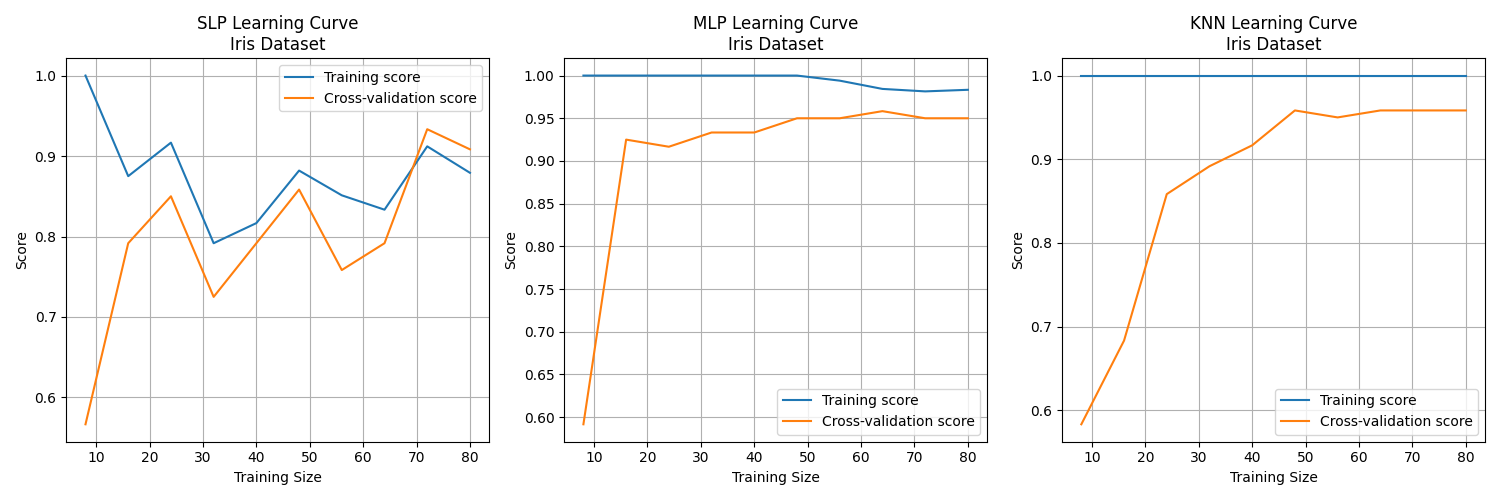 SLP Learning Curve
Iris Dataset
Training score
Cross-validation score
1.0
0.9
0.8
0.7
0.6
Score
10 20 30 40 50 60 70 80
Training Size
MLP Learning Curve
Iris Dataset
1.00
0.95
0.90
0.85
0.80
0.75
0.70
0.65
0.60
Score
Training score
Cross-validation score
10 20 30 40 50 60 70 80
Training Size
KNN Learning Curve
Iris Dataset
1.0
0.9
0.8
0.7
0.6
Score
Training score
Cross-validation score
10 20 30 40 50 60 70 80
Training Size